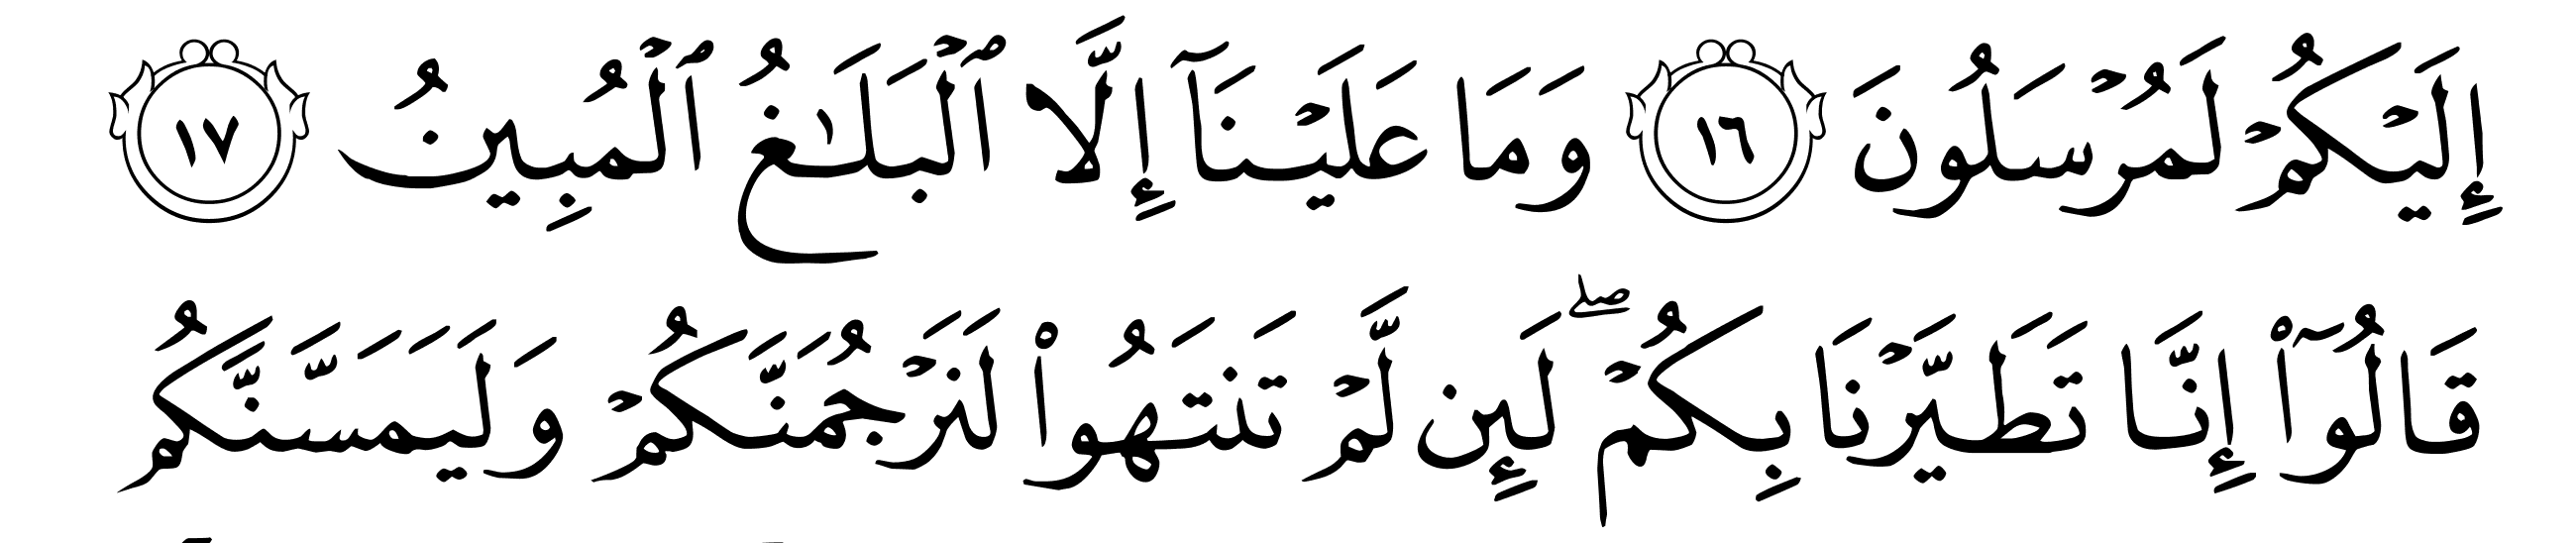 إِلَيْكُمْ لَمُرْسَلُونَ ١٦ وَمَا عَلَيْنَآ إِلَّا ٱلْبَلَـٰغُ ٱلْمُبِينُ ١٧
قَالُوٓا۟ إِنَّا تَطَيَّرْنَا بِكُمْ ۖ لَئِن لَّمْ تَنتَهُوا۟ لَنَرْجُمَنَّكُمْ وَلَيَمَسَّنَّكُم